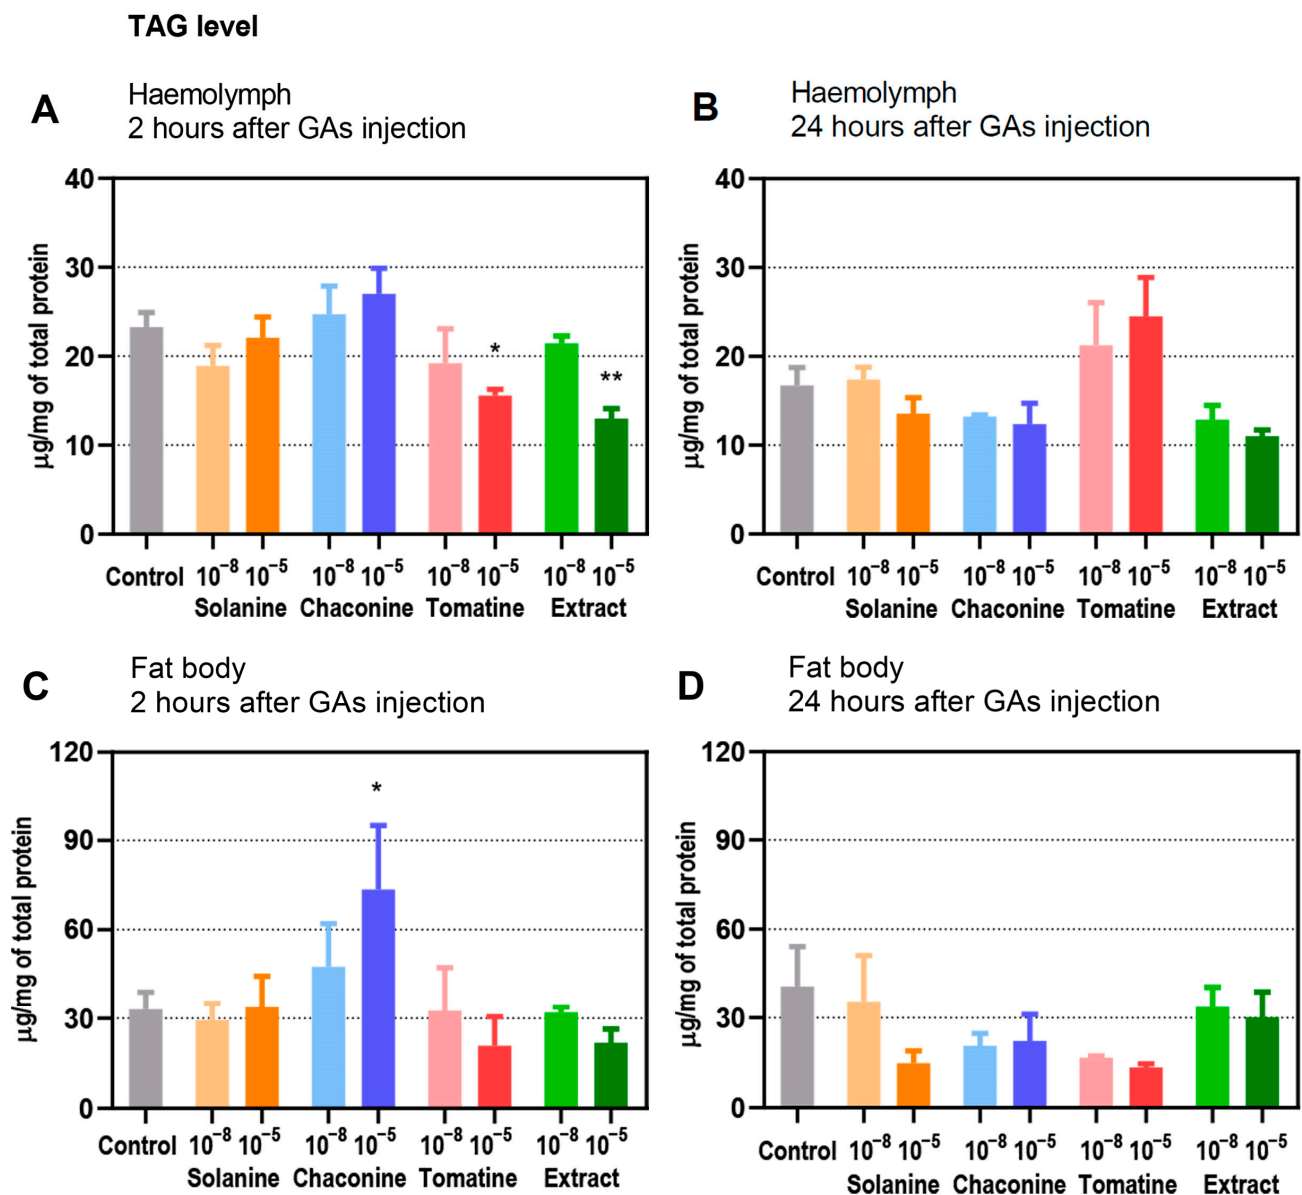 TAG level
A
Haemolymph
2 hours after GAs injection
40
30
20
10
0
µg/mg of total protein
*
**
Control 10⁻⁸ 10⁻⁵ 10⁻⁸ 10⁻⁵ 10⁻⁸ 10⁻⁵ 10⁻⁸ 10⁻⁵
Solanine Chaconine Tomatine Extract
B
Haemolymph
24 hours after GAs injection
40
30
20
10
0
µg/mg of total protein
Control 10⁻⁸ 10⁻⁵ 10⁻⁸ 10⁻⁵ 10⁻⁸ 10⁻⁵ 10⁻⁸ 10⁻⁵
Solanine Chaconine Tomatine Extract
C
Fat body
2 hours after GAs injection
120
90
60
30
0
µg/mg of total protein
*
Control 10⁻⁸ 10⁻⁵ 10⁻⁸ 10⁻⁵ 10⁻⁸ 10⁻⁵ 10⁻⁸ 10⁻⁵
Solanine Chaconine Tomatine Extract
D
Fat body
24 hours after GAs injection
120
90
60
30
0
µg/mg of total protein
Control 10⁻⁸ 10⁻⁵ 10⁻⁸ 10⁻⁵ 10⁻⁸ 10⁻⁵ 10⁻⁸ 10⁻⁵
Solanine Chaconine Tomatine Extract